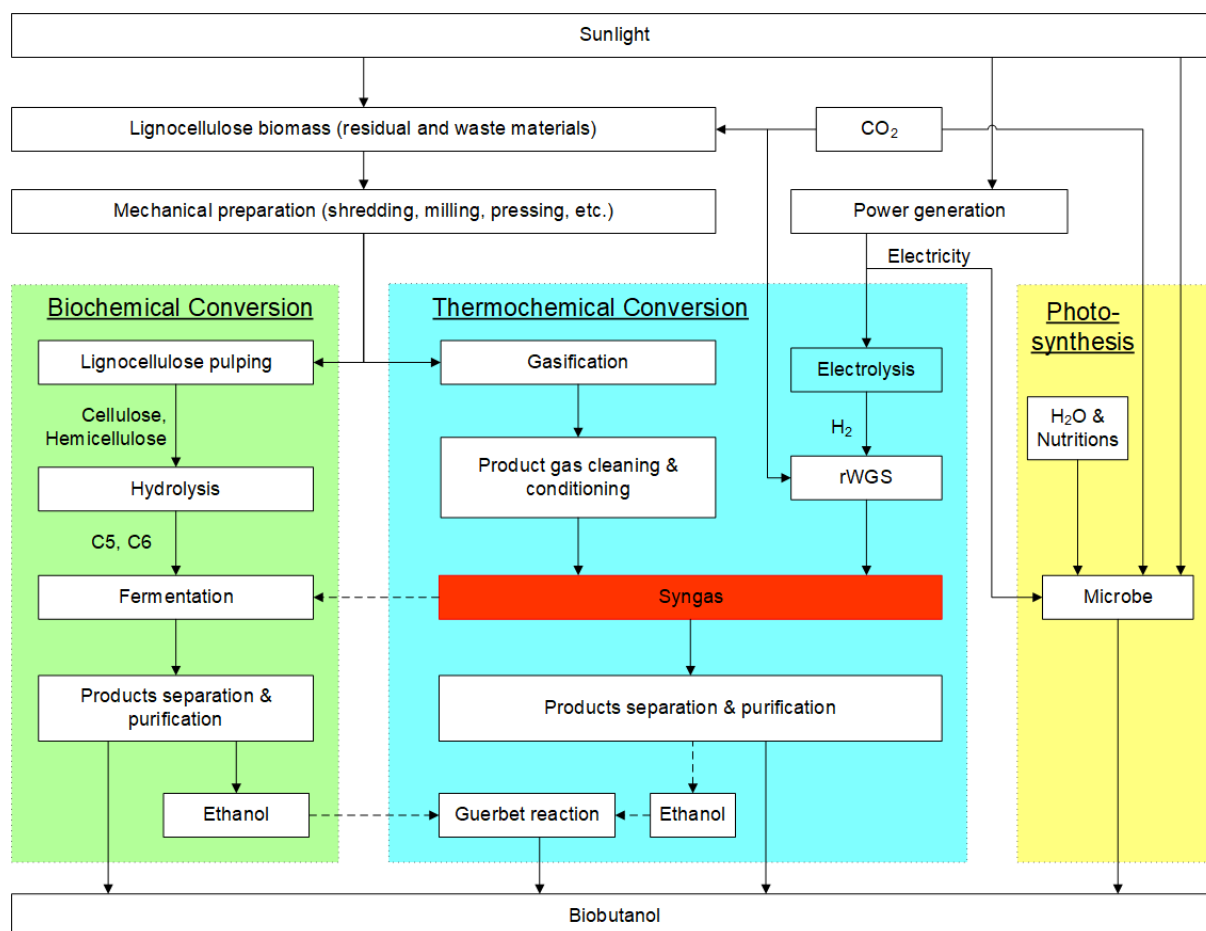 Sunlight
Lignocellulose biomass (residual and waste materials)
CO₂
Mechanical preparation (shredding, milling, pressing, etc.)
Power generation
Electricity
Biochemical Conversion
Thermochemical Conversion
Photo-
synthesis
Lignocellulose pulping
Gasification
Electrolysis
Cellulose,
Hemicellulose
H₂
H₂O &
Nutritions
Hydrolysis
Product gas cleaning &
conditioning
rWGS
C5, C6
Fermentation
Syngas
Microbe
Products separation &
purification
Products separation & purification
Ethanol
Guerbet reaction
Ethanol
Biobutanol